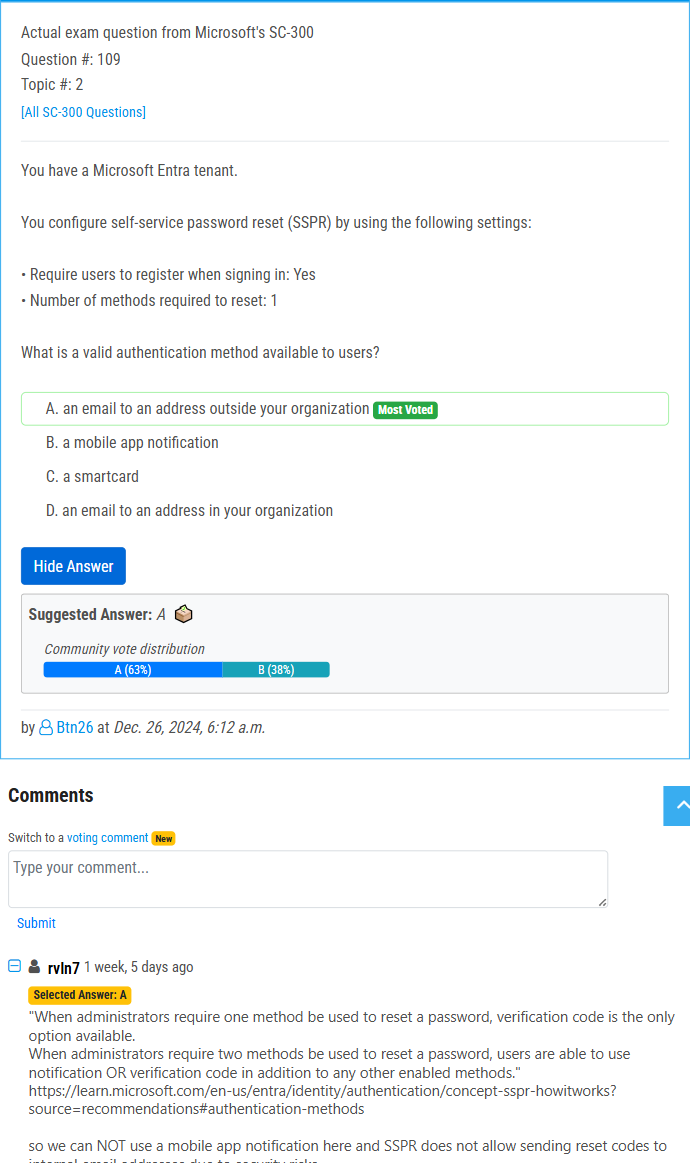 Actual exam question from Microsoft's SC-300
Question #: 109
Topic #: 2
[All SC-300 Questions]
You have a Microsoft Entra tenant.
You configure self-service password reset (SSPR) by using the following settings:
• Require users to register when signing in: Yes
• Number of methods required to reset: 1
What is a valid authentication method available to users?
A. an email to an address outside your organization Most Voted
B. a mobile app notification
C. a smartcard
D. an email to an address in your organization
Hide Answer
Suggested Answer: A
Community vote distribution
A (63%) B (38%)
by Btn26 at Dec. 26, 2024, 6:12 a.m.
Comments
Switch to a voting comment New
Type your comment...
Submit
rvln7 1 week, 5 days ago
Selected Answer: A
"When administrators require one method be used to reset a password, verification code is the only
option available.
When administrators require two methods be used to reset a password, users are able to use
notification OR verification code in addition to any other enabled methods."
https://learn.microsoft.com/en-us/entra/identity/authentication/concept-sspr-howitworks?
source=recommendations#authentication-methods
so we can NOT use a mobile app notification here and SSPR does not allow sending reset codes to
internal email addresses due to security risks